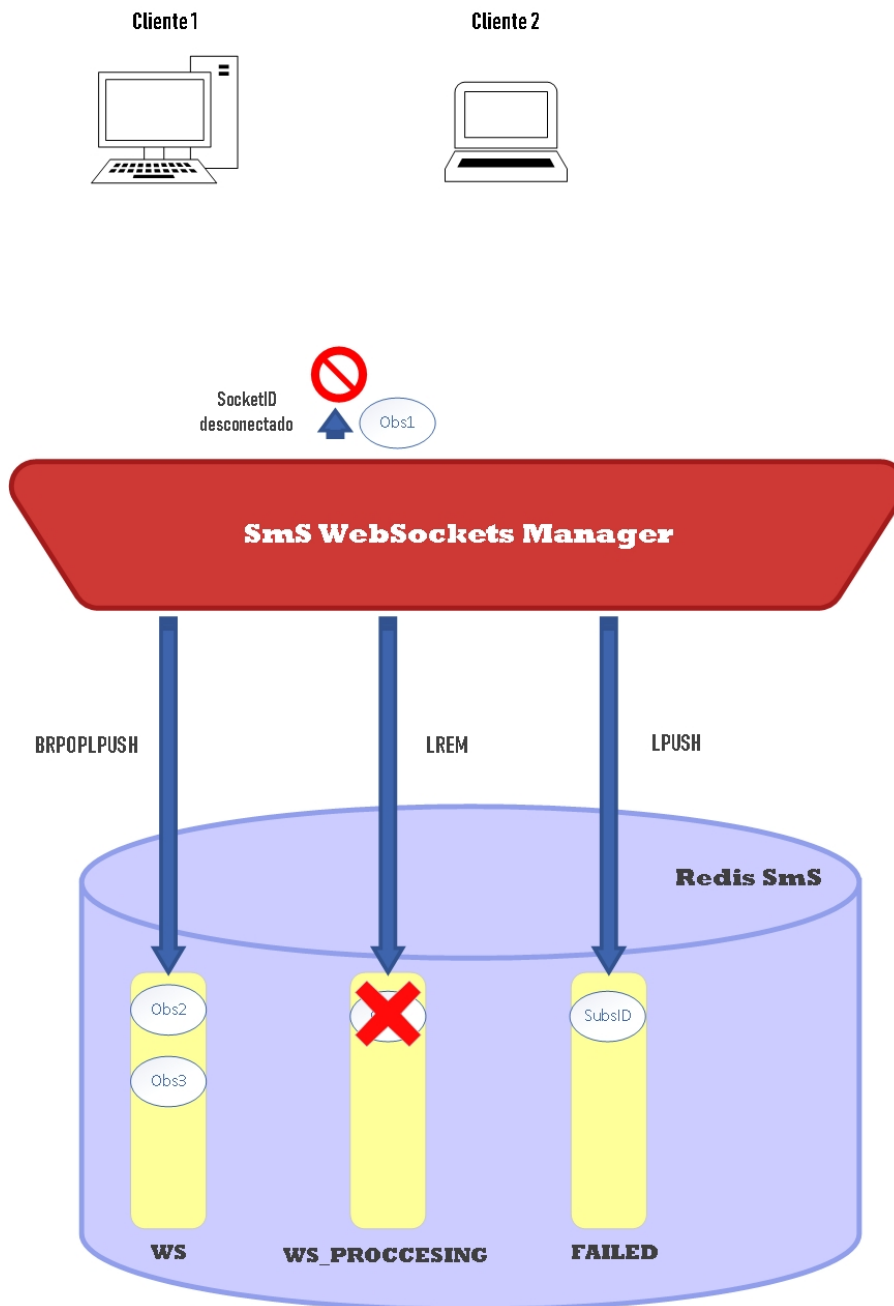 Cliente 1
Cliente 2
SocketID
desconectado
Obs1
SmS WebSockets Manager
BRPOPLPUSH
LREM
LPUSH
Redis SmS
Obs2
SubsID
Obs3
WS
WS_PROCCESING
FAILED